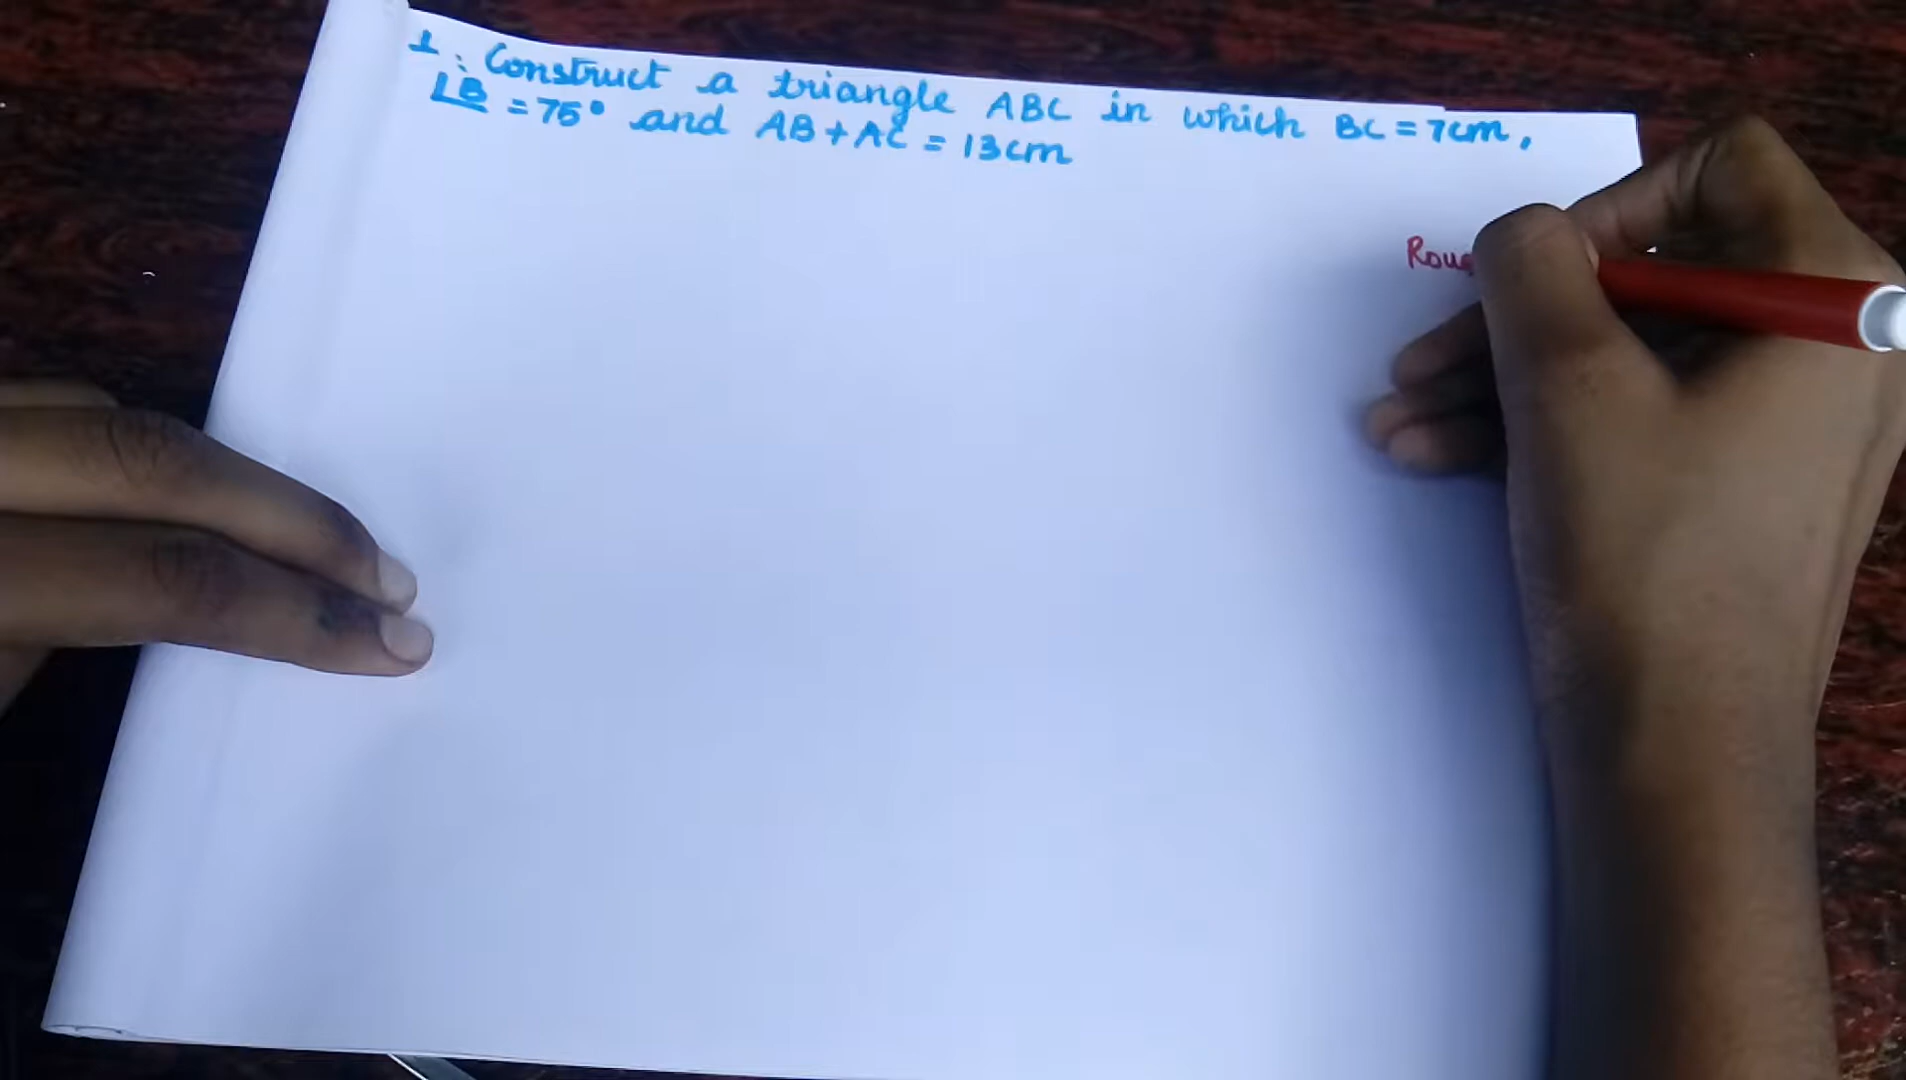 1. Construct a triangle ABC in which BC = 7cm,
∠B = 75° and AB + AC = 13cm